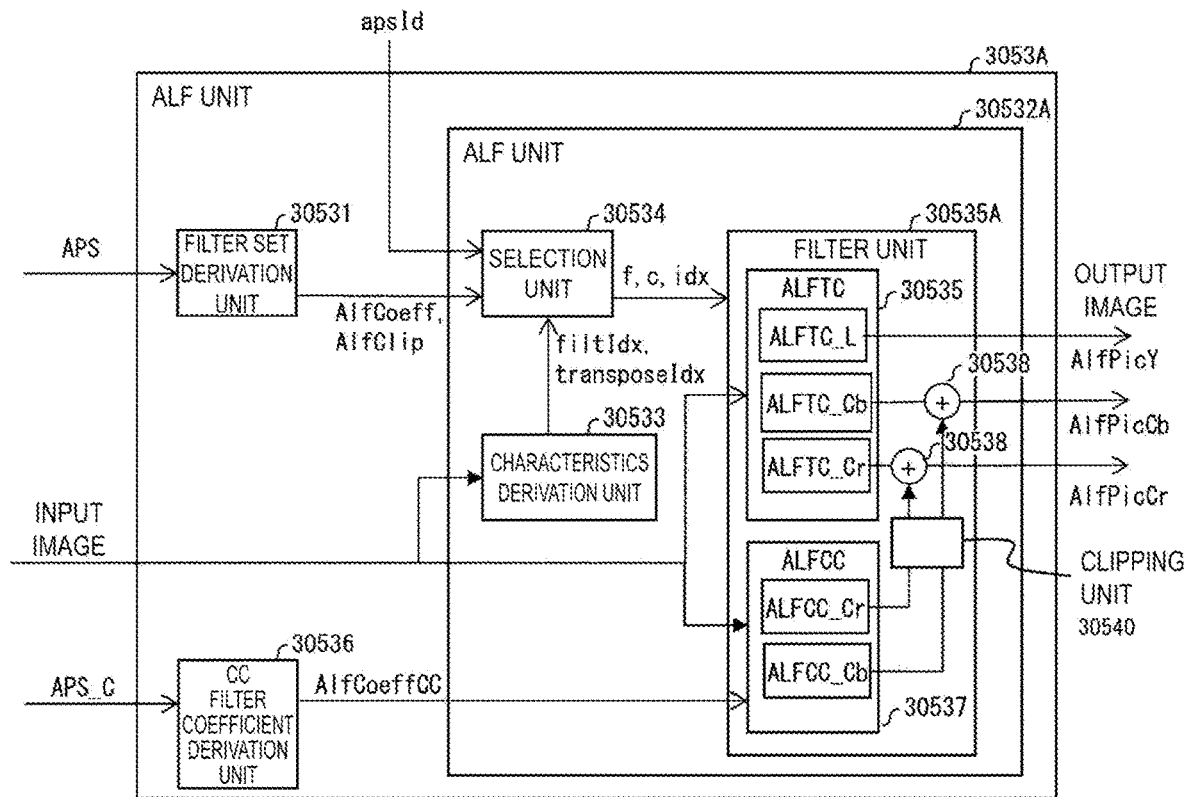 apsId
3053A
ALF UNIT
30532A
ALF UNIT
30531
30534
30535A
APS
FILTER SET
DERIVATION
UNIT
SELECTION
UNIT
f, c, idx
FILTER UNIT
ALFTC
30535
OUTPUT
IMAGE
AlfCoeff,
AlfClip
ALFTC_L
AlfPicY
filtIdx,
transposeIdx
30538
ALFTC_Cb
+
AlfPicCb
30533
30538
CHARACTERISTICS
DERIVATION UNIT
ALFTC_Cr
+
AlfPicCr
INPUT
IMAGE
ALFCC
CLIPPING
UNIT
30540
ALFCC_Cr
30536
APS_C
CC
FILTER
COEFFICIENT
DERIVATION
UNIT
AlfCoeffCC
ALFCC_Cb
30537